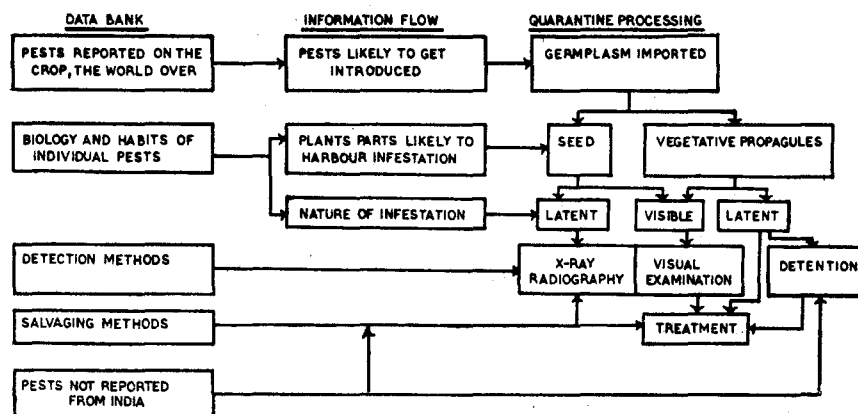 DATA BANK
INFORMATION FLOW
QUARANTINE PROCESSING
PESTS REPORTED ON THE
CROP, THE WORLD OVER
PESTS LIKELY TO GET
INTRODUCED
GERMPLASM IMPORTED
BIOLOGY AND HABITS OF
INDIVIDUAL PESTS
PLANTS PARTS LIKELY TO
HARBOUR INFESTATION
SEED
VEGETATIVE PROPAGULES
NATURE OF INFESTATION
LATENT
VISIBLE
LATENT
DETECTION METHODS
X-RAY
RADIOGRAPHY
VISUAL
EXAMINATION
DETENTION
SALVAGING METHODS
TREATMENT
PESTS NOT REPORTED
FROM INDIA